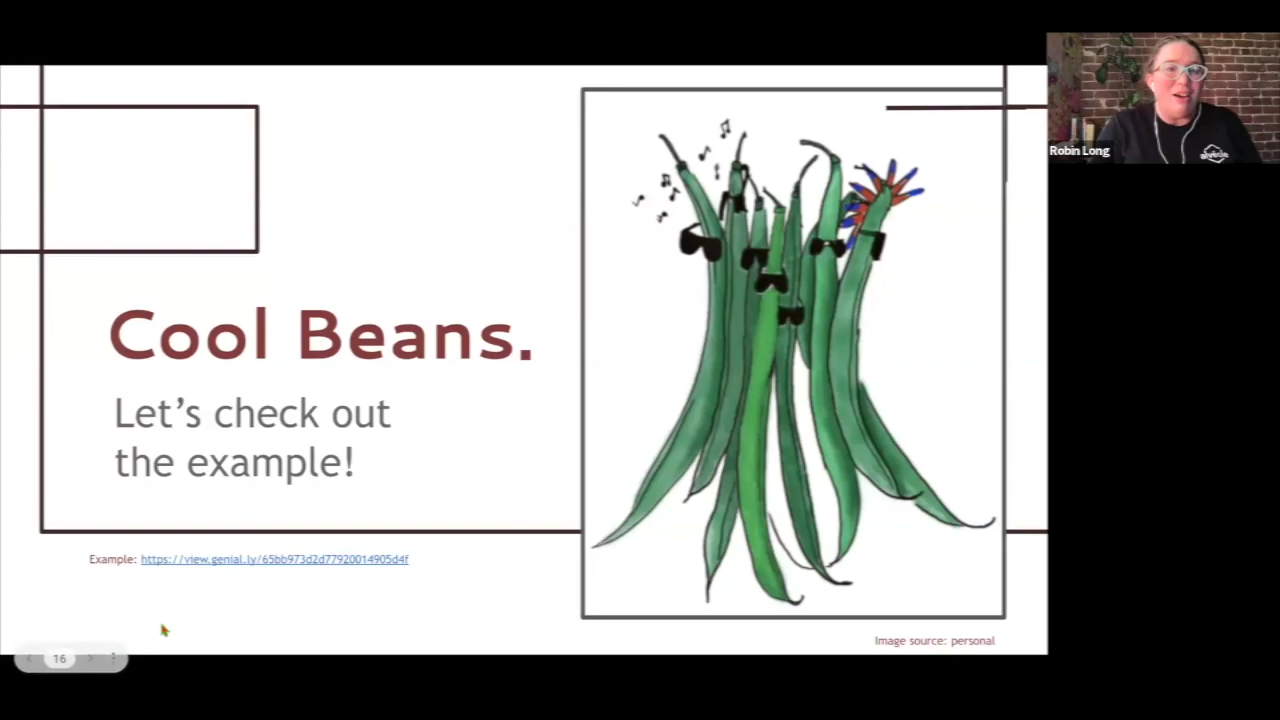 Robin Long
Cool Beans.
Let's check out
the example!
Example: https://view.genial.ly/65bb973d2d77920014905d4f
Image source: personal
16